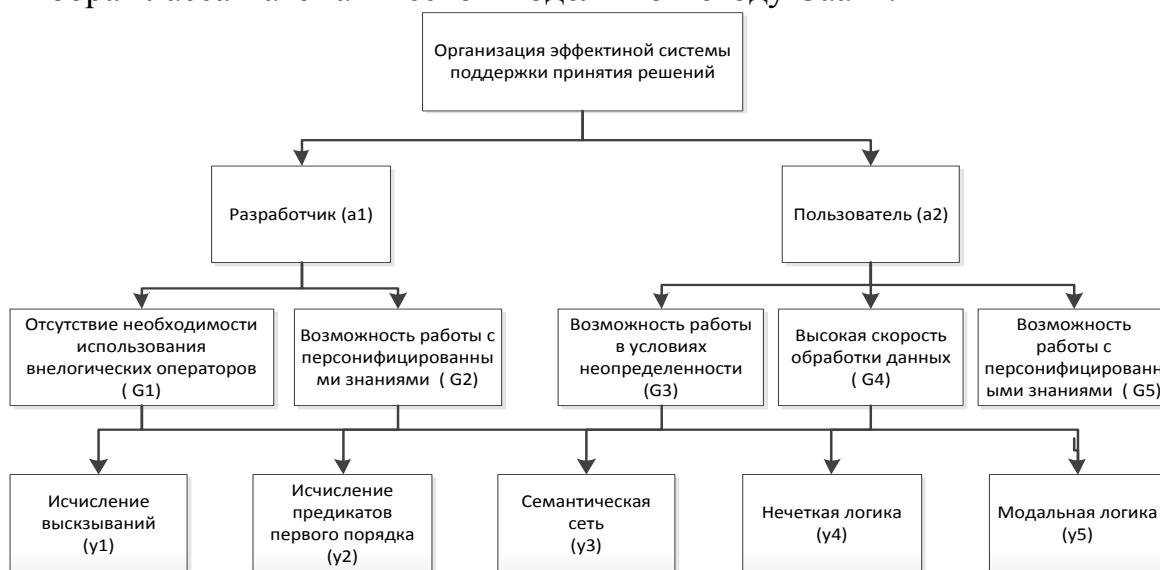 Организация эффектиной системы
поддержки принятия решений
Разработчик (a1)
Пользователь (a2)
Отсутствие необходимости
использования
внелогических операторов
( G1)
Возможность работы с
персонифицированны
ми знаниями ( G2)
Возможность работы
в условиях
неопределенности
(G3)
Высокая скорость
обработки данных
( G4)
Возможность
работы с
персонифицированн
ыми знаниями ( G5)
Исчисление
выскзываний
(y1)
Исчисление
предикатов
первого порядка
(y2)
Семантическая
сеть
(y3)
Нечеткая логика
(y4)
Модальная логика
(y5)